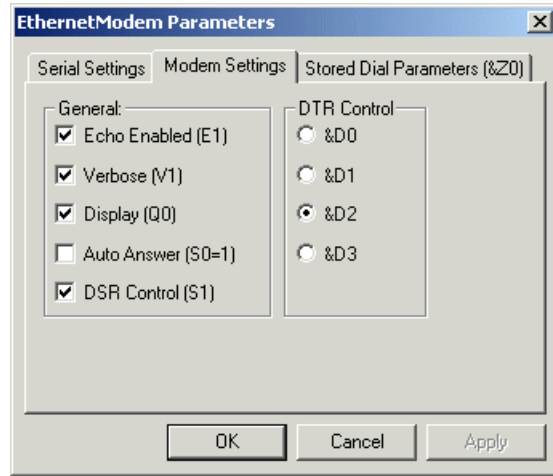 EthernetModem Parameters
Serial Settings Modem Settings Stored Dial Parameters (&Z0)
General: DTR Control
Echo Enabled (E1) &D0
Verbose (V1) &D1
Display (Q0) &D2
Auto Answer (S0=1) &D3
DSR Control (S1)
OK Cancel Apply